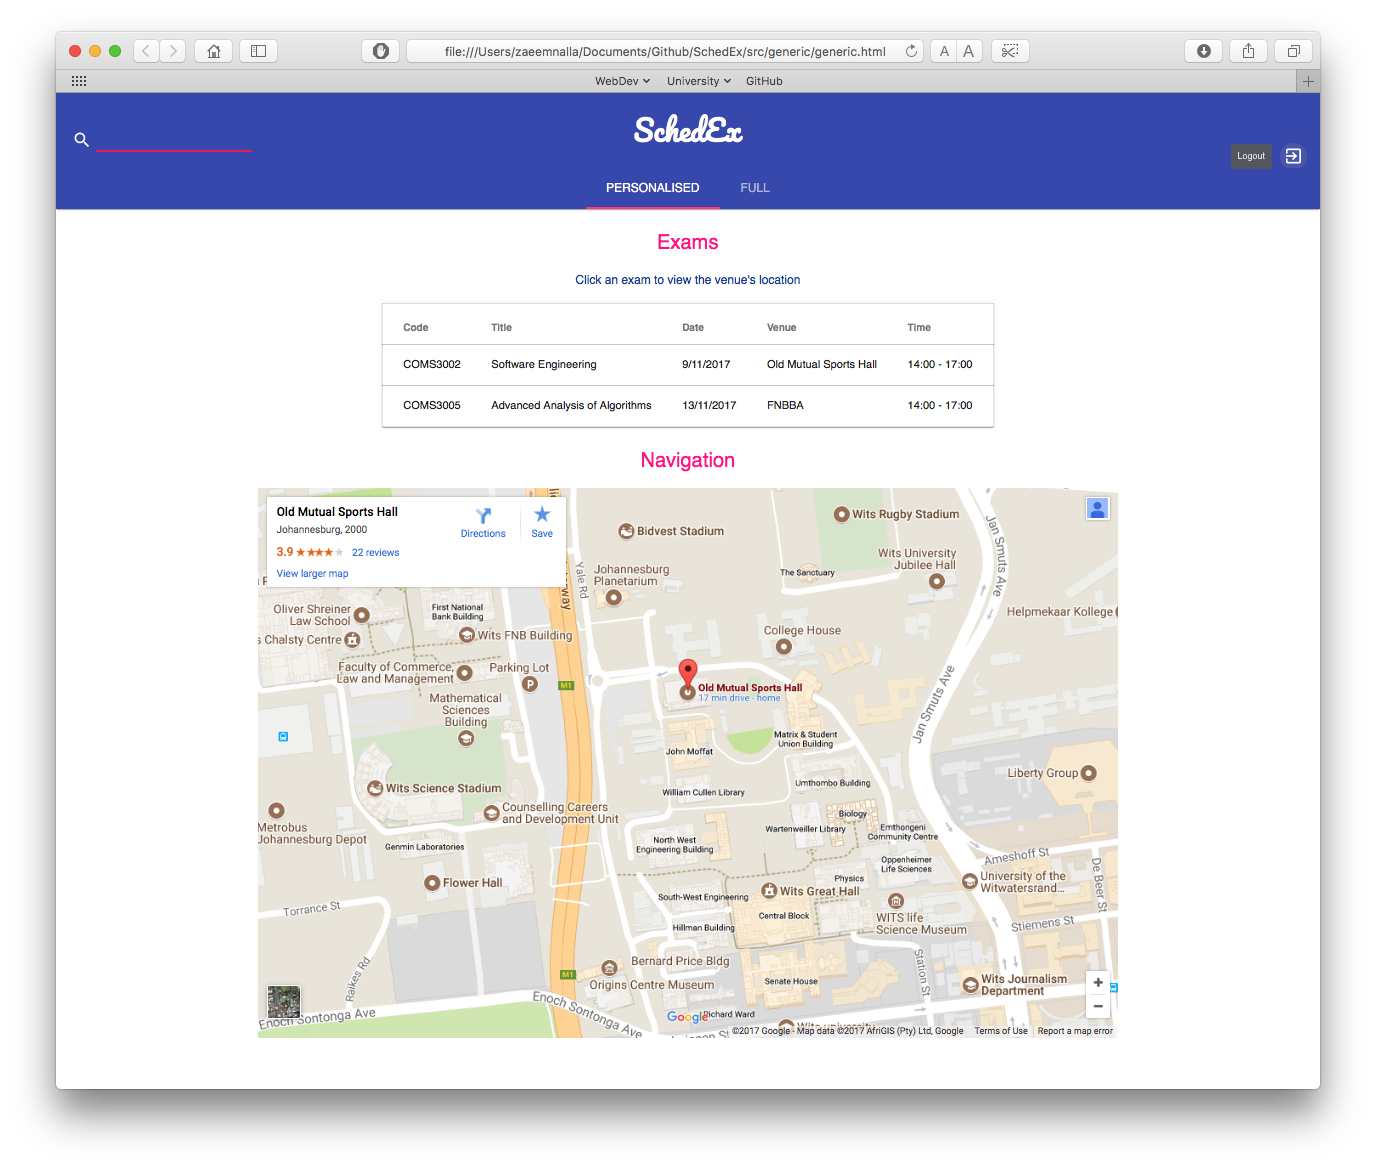 file:///Users/zaeemnalla/Documents/Github/SchedEx/src/generic/generic.html
A A
WebDev University GitHub
SchedEx
Logout
PERSONALISED FULL
Exams
Click an exam to view the venue's location
Code Title Date Venue Time
COMS3002 Software Engineering 9/11/2017 Old Mutual Sports Hall 14:00 - 17:00
COMS3005 Advanced Analysis of Algorithms 13/11/2017 FNBBA 14:00 - 17:00
Navigation
Old Mutual Sports Hall
Johannesburg, 2000
3.9 22 reviews
View larger map
Directions
Save
Wits Rugby Stadium
Bidvest Stadium
Jan Smuts Ave
Wits University
Jubilee Hall
Yale Rd
Johannesburg
Planetarium
The Sanctuary
Oliver Shreiner
Law School
First National
Bank Building
Helpmekaar Kollege
s Chalsty Centre
Wits FNB Building
College House
Faculty of Commerce,
Law and Management
Parking Lot
P
M1
Old Mutual Sports Hall
17 min drive - home
Mathematical
Sciences
Building
Jan Smuts Ave
Matrix & Student
Union Building
John Moffat
Liberty Group
Umthombo Building
Wits Science Stadium
William Cullen Library
Counselling Careers
and Development Unit
Biology
Metrobus
Johannesburg Depot
Wartenweiller Library
Emthongeni
Community Centre
Genmin Laboratories
North West
Engineering Building
Ameshoff St
Oppenheimer
Life Sciences
De Beer St
Flower Hall
Physics
University of the
Witwatersrand...
Wits Great Hall
South-West Engineering
Torrance St
Central Block
WITS life
Science Museum
Stiemens St
Hillman Building
Bernard Price Bldg
Raikes Rd
M1
Station St
Origins Centre Museum
Senate House
Wits Journalism
Department
Enoch Sontonga Ave
Enoch Sontonga Ave
Google
Richard Ward
+
−
©2017 Google - Map data ©2017 AfriGIS (Pty) Ltd, Google Terms of Use Report a map error